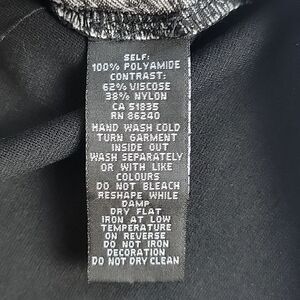 SELF:
100% POLYAMIDE
CONTRAST:
62% VISCOSE
38% NYLON
CA 51835
RN 86240
HAND WASH COLD
TURN GARMENT
INSIDE OUT
WASH SEPARATELY
OR WITH LIKE
COLOURS
DO NOT BLEACH
RESHAPE WHILE
DAMP
DRY FLAT
IRON AT LOW
TEMPERATURE
ON REVERSE
DO NOT IRON
DECORATION
DO NOT DRY CLEAN